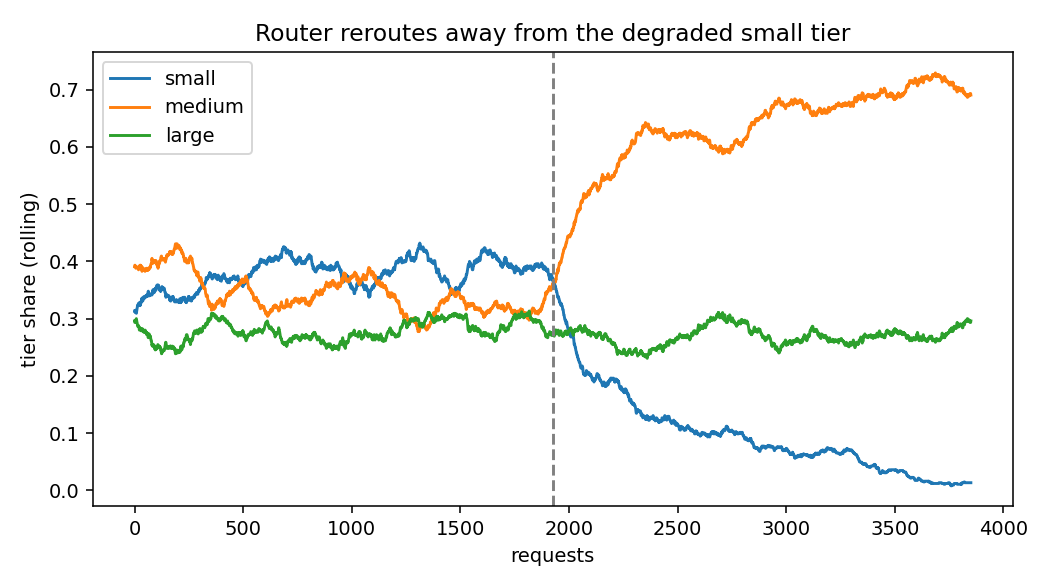 Router reroutes away from the degraded small tier
small
medium
large
tier share (rolling)
0.7
0.6
0.5
0.4
0.3
0.2
0.1
0.0
0 500 1000 1500 2000 2500 3000 3500 4000
requests